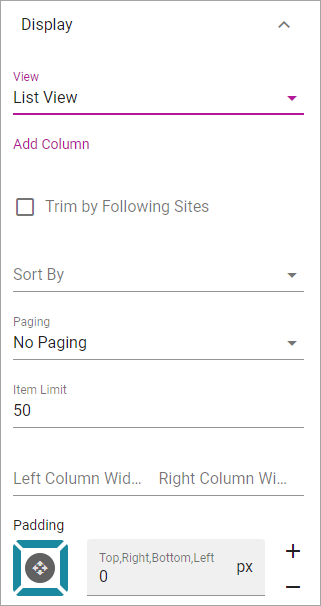 Display
View
List View
Add Column
Trim by Following Sites
Sort By
Paging
No Paging
Item Limit
50
Left Column Wid... Right Column Wi...
Padding
Top,Right,Bottom,Left
0 px